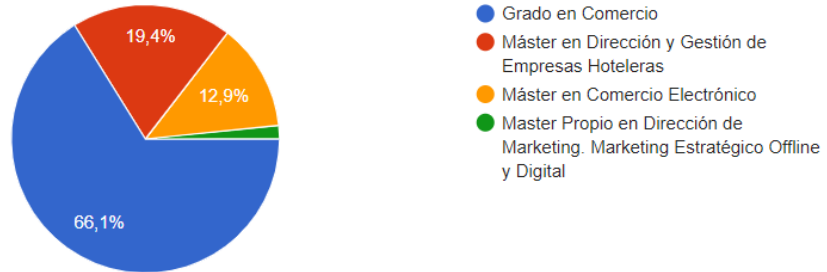 19,4%
12,9%
66,1%
Grado en Comercio
Máster en Dirección y Gestión de
Empresas Hoteleras
Máster en Comercio Electrónico
Master Propio en Dirección de
Marketing. Marketing Estratégico Offline
y Digital